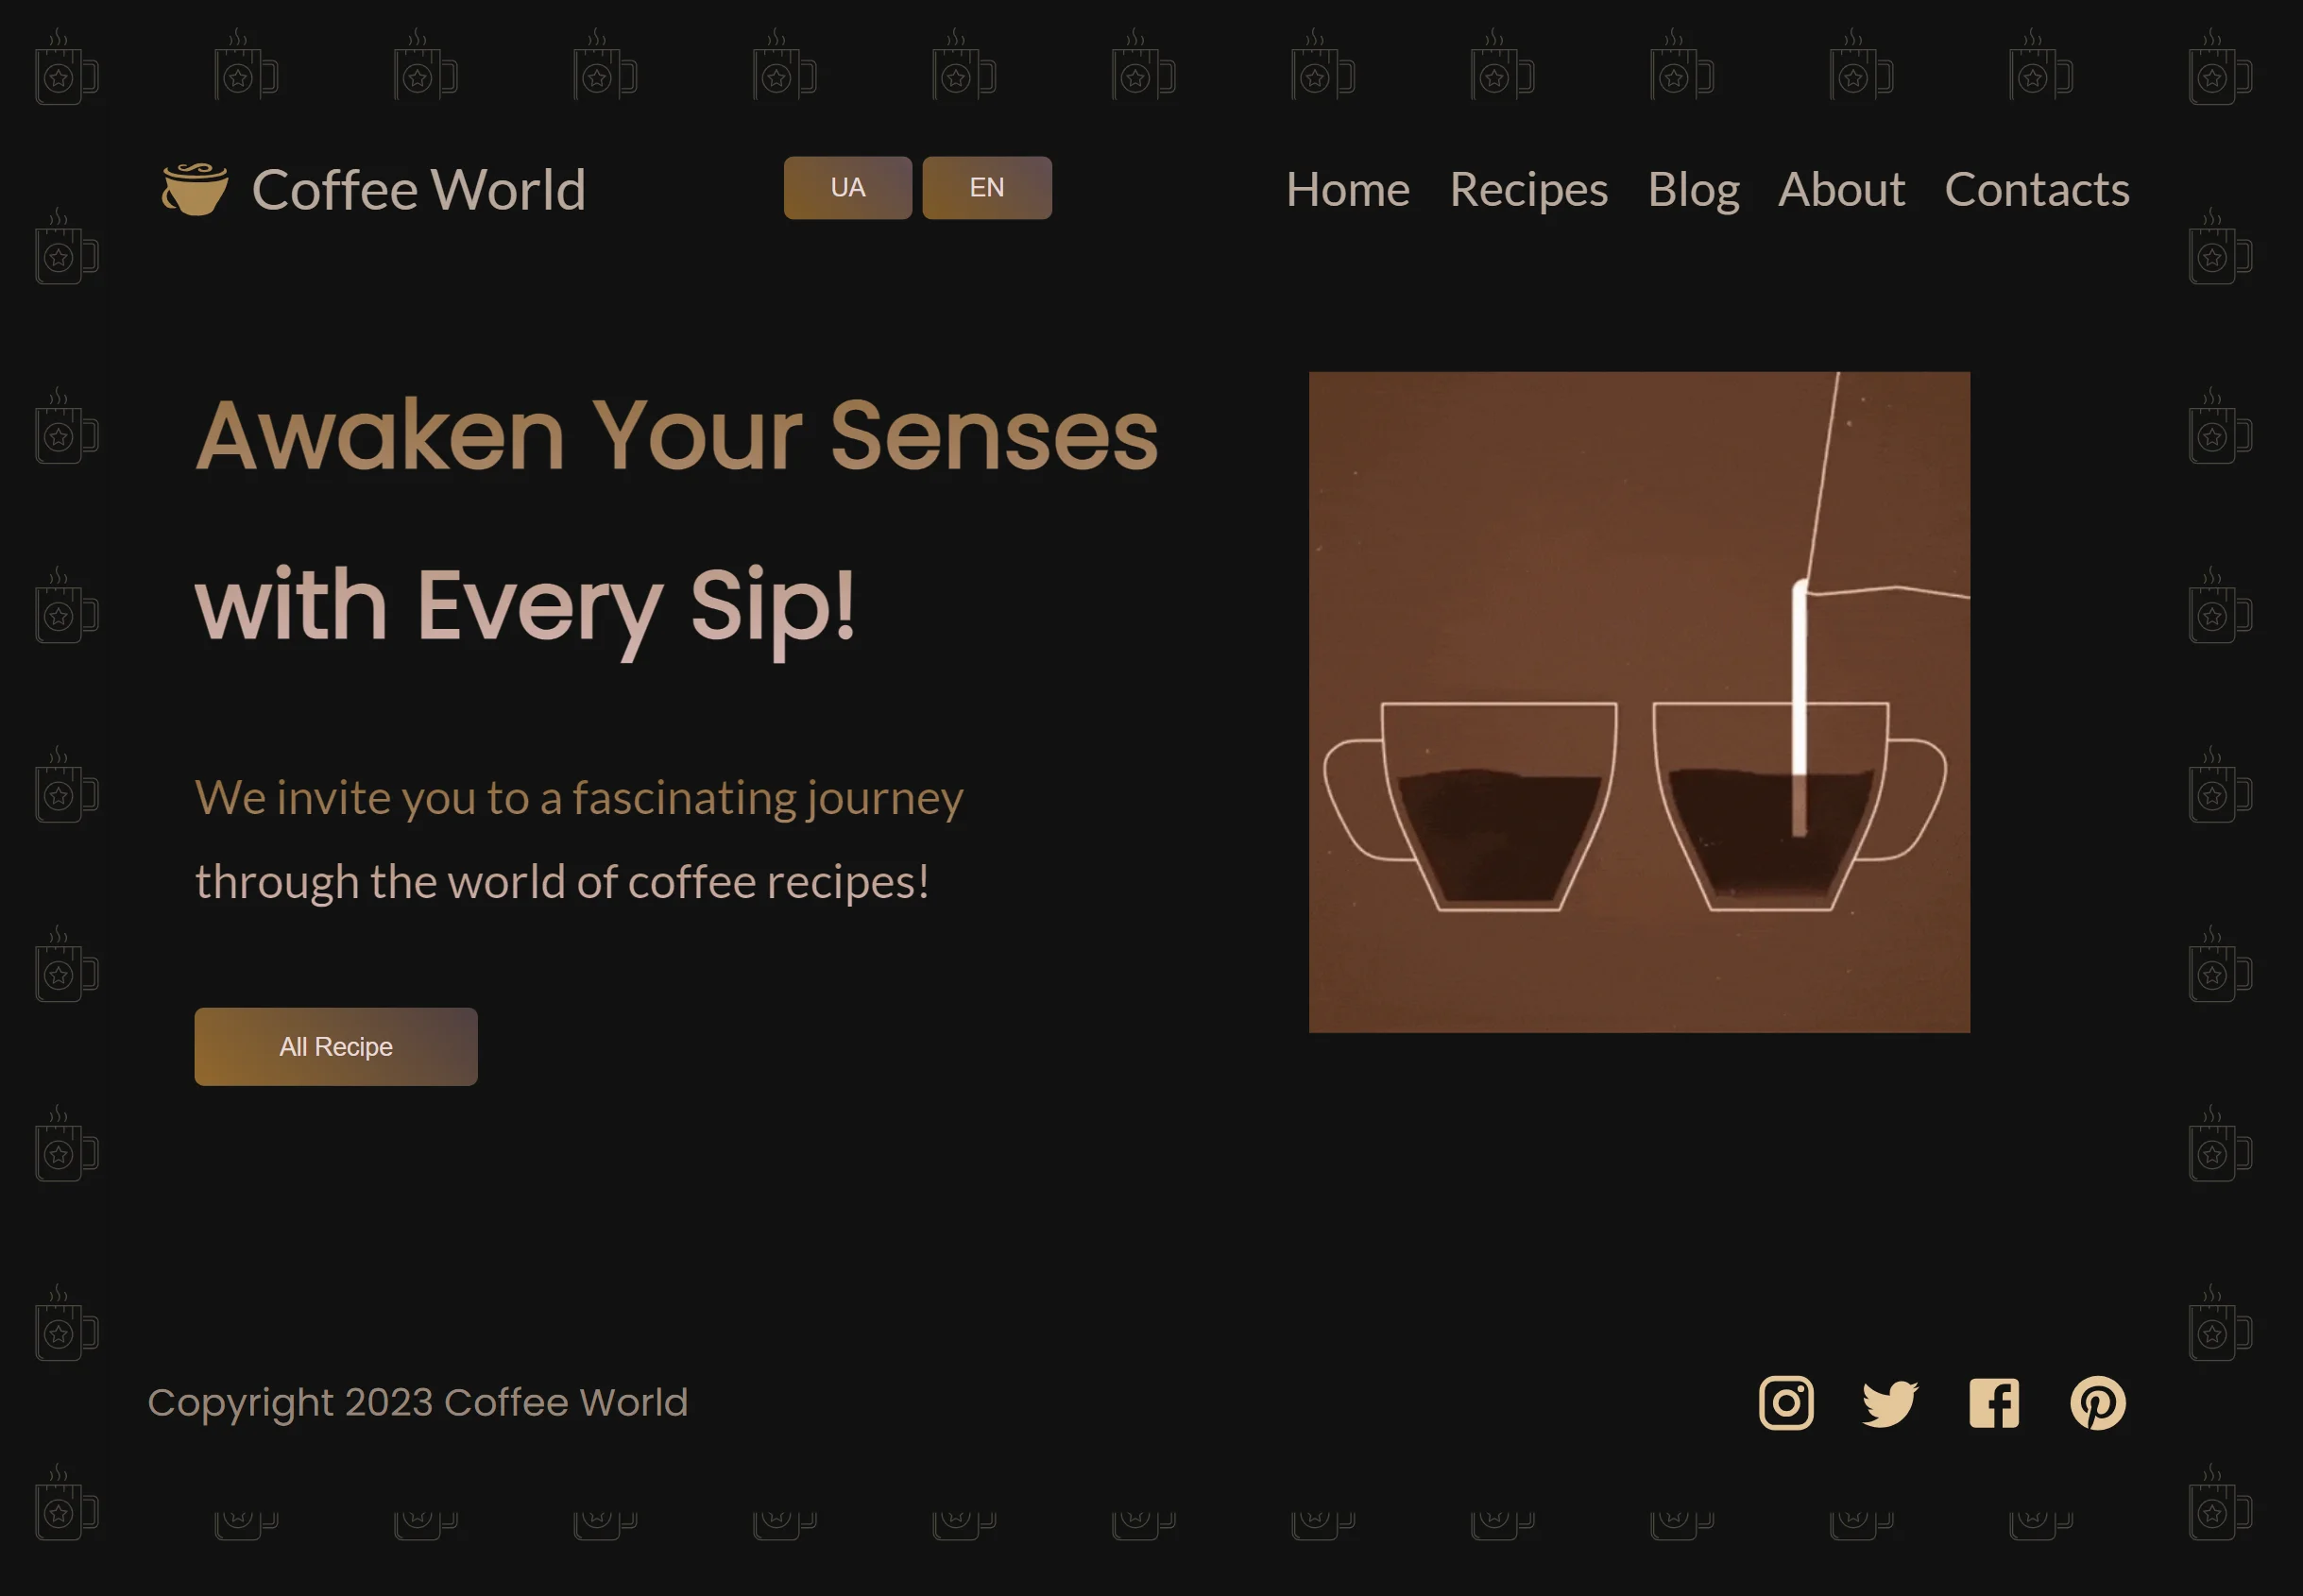 Coffee World
UA
EN
Home Recipes Blog About Contacts
Awaken Your Senses
with Every Sip!
We invite you to a fascinating journey
through the world of coffee recipes!
All Recipe
Copyright 2023 Coffee World